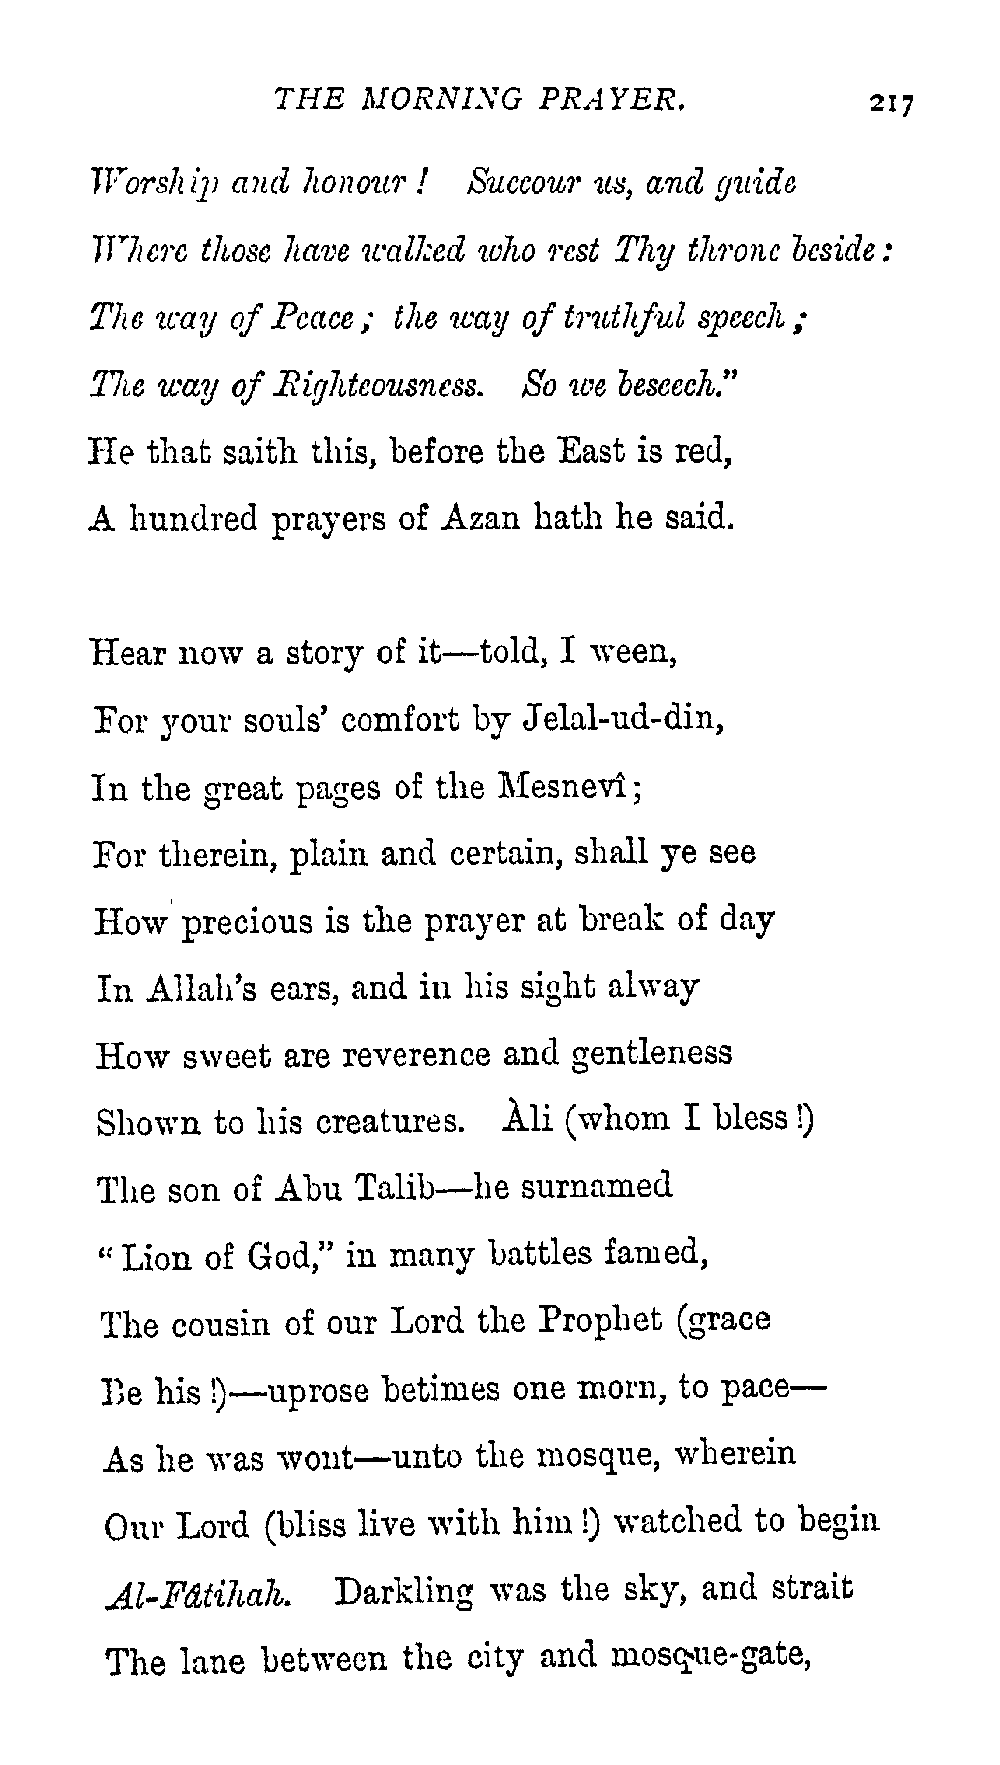 THE MORNING PRAYER. 217
Worship and honour! Succour us, and guide
Where those have walked who rest Thy throne beside:
The way of Peace; the way of truthful speech;
The way of Righteousness. So we beseech."
He that saith this, before the East is red,
A hundred prayers of Azan hath he said.
Hear now a story of it—told, I ween,
For your souls' comfort by Jelal-ud-din,
In the great pages of the Mesnevî;
For therein, plain and certain, shall ye see
How precious is the prayer at break of day
In Allah's ears, and in his sight alway
How sweet are reverence and gentleness
Shown to his creatures. Àli (whom I bless!)
The son of Abu Talib—he surnamed
"Lion of God," in many battles famed,
The cousin of our Lord the Prophet (grace
Be his!)—uprose betimes one morn, to pace—
As he was wont—unto the mosque, wherein
Our Lord (bliss live with him!) watched to begin
Al-Fâtihah. Darkling was the sky, and strait
The lane between the city and mosque-gate,